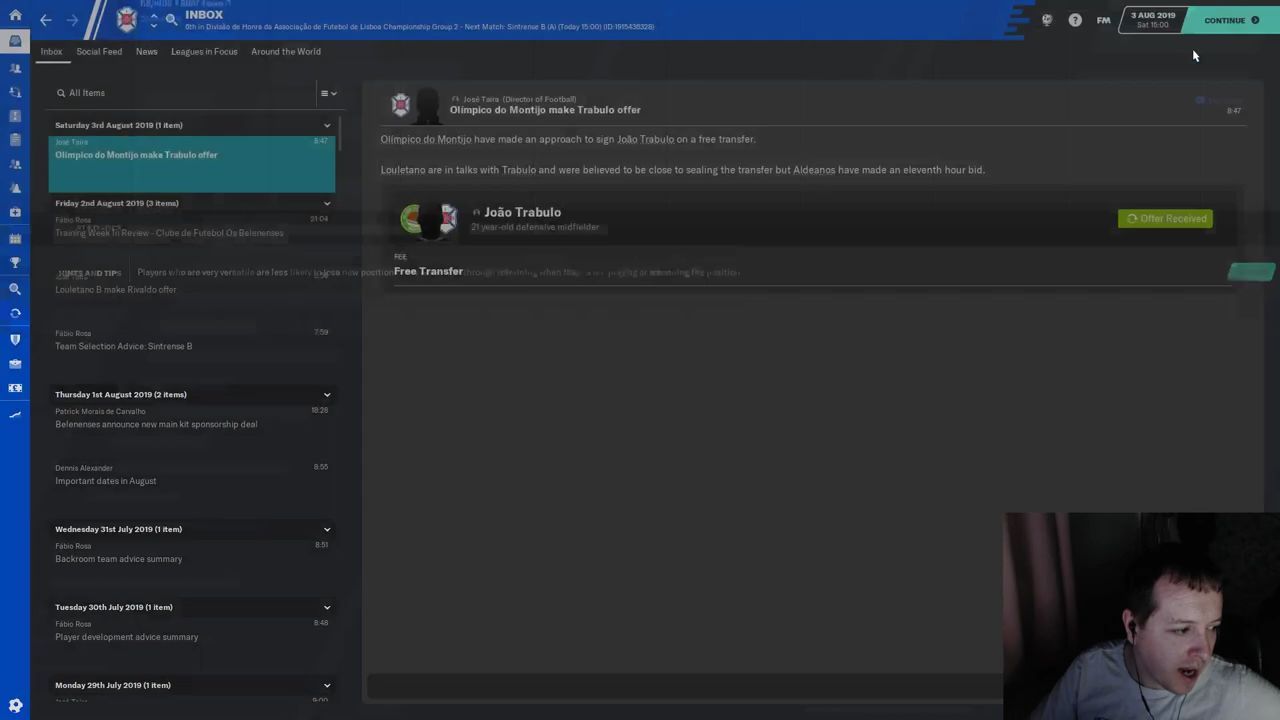 INBOX
6th in Divisão de Honra da Associação de Futebol de Lisboa Championship Group 2 - Next Match: Sintrense B (A) (Today 15:00) (ID:1915436328)
FM
3 AUG 2019
Sat 15:00
CONTINUE
Inbox
Social Feed
News
Leagues in Focus
Around the World
All Items
Saturday 3rd August 2019 (1 item)
José Taira
8:47
Olímpico do Montijo make Trabulo offer
Friday 2nd August 2019 (3 items)
Fábio Rosa
21:04
Training Week In Review - Clube de Futebol Os Belenenses
HINTS AND TIPS
Players who are very versatile are less likely to
Louletano B make Rivaldo offer
Fábio Rosa
7:59
Team Selection Advice: Sintrense B
Thursday 1st August 2019 (2 items)
Patrick Morais de Carvalho
18:28
Belenenses announce new main kit sponsorship deal
Dennis Alexander
8:55
Important dates in August
Wednesday 31st July 2019 (1 item)
Fábio Rosa
8:51
Backroom team advice summary
Tuesday 30th July 2019 (1 item)
Fábio Rosa
8:48
Player development advice summary
Monday 29th July 2019 (1 item)
José Taira
9:00
José Taira (Director of Football)
Olímpico do Montijo make Trabulo offer
8:47
Olímpico do Montijo have made an approach to sign João Trabulo on a free transfer.
Louletano are in talks with Trabulo and were believed to be close to sealing the transfer but Aldeanos have made an eleventh hour bid.
João Trabulo
21 year-old defensive midfielder
Offer Received
FEE
Free Transfer